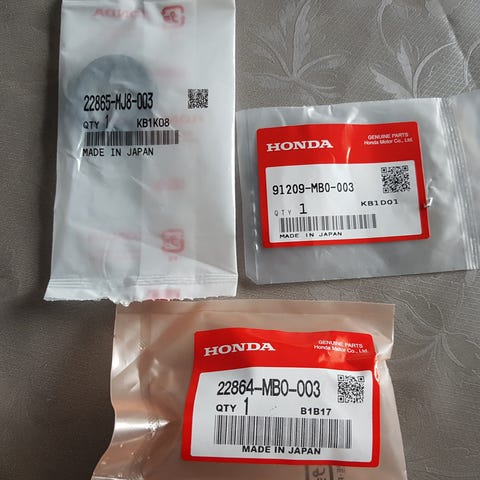 HONDA
22865-MJ8-003
QTY 1 KB1K08
MADE IN JAPAN
HONDA
GENUINE PARTS
Honda Motor Co., Ltd.
91209-MB0-003
QTY 1 KB1D01
MADE IN JAPAN
HONDA
GENUINE PARTS
Honda Motor Co., Ltd.
22864-MB0-003
QTY 1 B1B17
MADE IN JAPAN